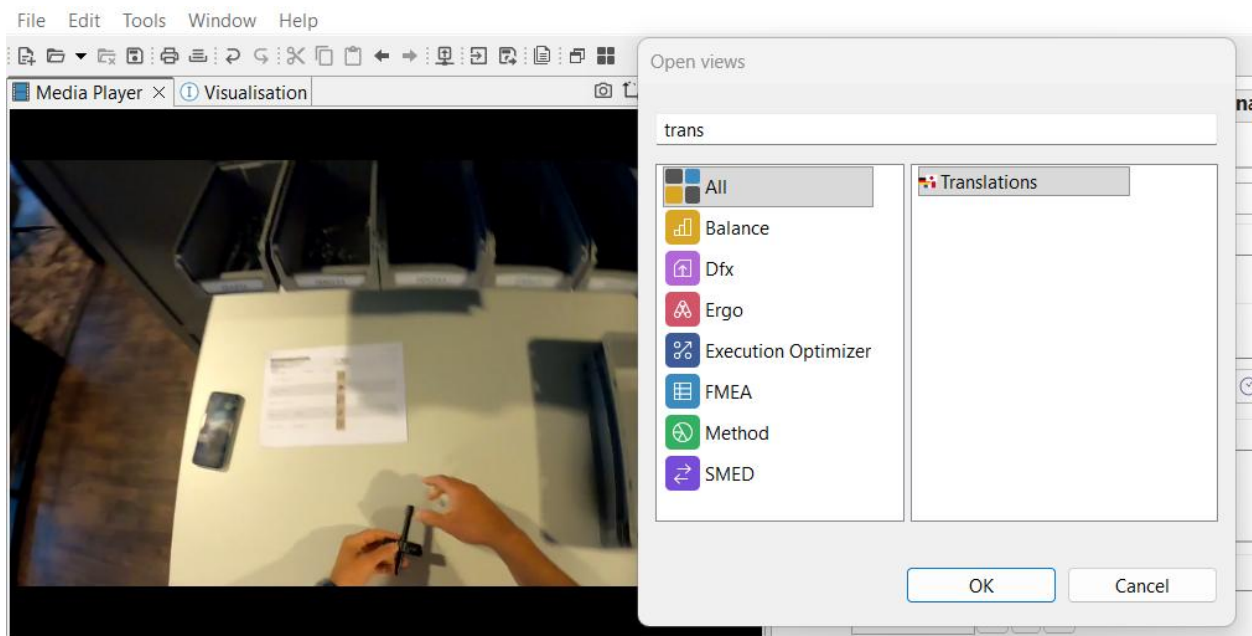 File Edit Tools Window Help
Media Player Visualisation
Open views
trans
All
Balance
Dfx
Ergo
Execution Optimizer
FMEA
Method
SMED
Translations
OK Cancel